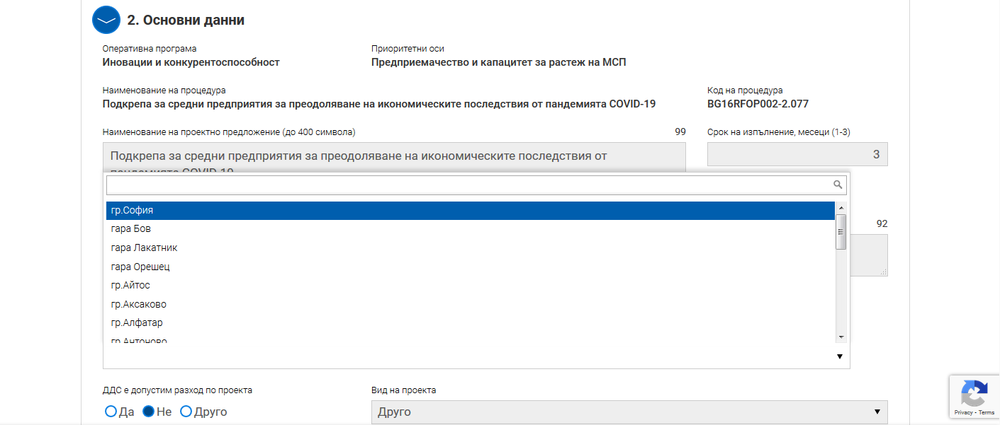 2. Основни данни
Оперативна програма
Приоритетни оси
Иновации и конкурентоспособност
Предприемачество и капацитет за растеж на МСП
Наименование на процедура
Код на процедура
Подкрепа за средни предприятия за преодоляване на икономическите последствия от пандемията COVID-19
BG16RFOP002-2.077
Наименование на проектно предложение (до 400 символа)
99
Срок на изпълнение, месеци (1-3)
Подкрепа за средни предприятия за преодоляване на икономическите последствия от
3
пандемията COVID-19
гр.София
92
гара Бов
гара Лакатник
гара Орешец
гр.Айтос
гр.Аксаково
гр.Алфатар
гр.Антоново
ДДС е допустим разход по проекта
Вид на проекта
Да Не Друго
Друго
Privacy - Terms